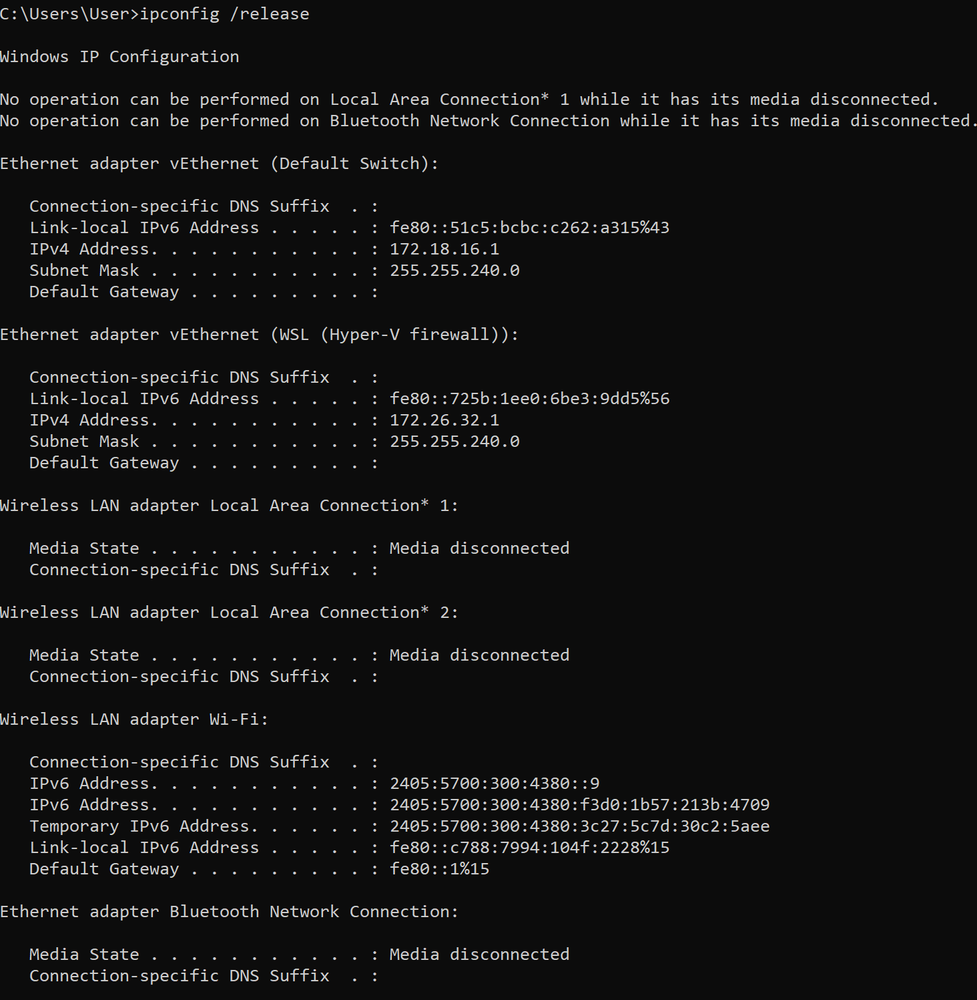 C:\Users\User>ipconfig /release
Windows IP Configuration
No operation can be performed on Local Area Connection* 1 while it has its media disconnected.
No operation can be performed on Bluetooth Network Connection while it has its media disconnected.
Ethernet adapter vEthernet (Default Switch):
   Connection-specific DNS Suffix  . :
   Link-local IPv6 Address . . . . . : fe80::51c5:bcbc:c262:a315%43
   IPv4 Address. . . . . . . . . . . : 172.18.16.1
   Subnet Mask . . . . . . . . . . . : 255.255.240.0
   Default Gateway . . . . . . . . . :
Ethernet adapter vEthernet (WSL (Hyper-V firewall)):
   Connection-specific DNS Suffix  . :
   Link-local IPv6 Address . . . . . : fe80::725b:1ee0:6be3:9dd5%56
   IPv4 Address. . . . . . . . . . . : 172.26.32.1
   Subnet Mask . . . . . . . . . . . : 255.255.240.0
   Default Gateway . . . . . . . . . :
Wireless LAN adapter Local Area Connection* 1:
   Media State . . . . . . . . . . . : Media disconnected
   Connection-specific DNS Suffix  . :
Wireless LAN adapter Local Area Connection* 2:
   Media State . . . . . . . . . . . : Media disconnected
   Connection-specific DNS Suffix  . :
Wireless LAN adapter Wi-Fi:
   Connection-specific DNS Suffix  . :
   IPv6 Address. . . . . . . . . . . : 2405:5700:300:4380::9
   IPv6 Address. . . . . . . . . . . : 2405:5700:300:4380:f3d0:1b57:213b:4709
   Temporary IPv6 Address. . . . . . : 2405:5700:300:4380:3c27:5c7d:30c2:5aee
   Link-local IPv6 Address . . . . . : fe80::c788:7994:104f:2228%15
   Default Gateway . . . . . . . . . : fe80::1%15
Ethernet adapter Bluetooth Network Connection:
   Media State . . . . . . . . . . . : Media disconnected
   Connection-specific DNS Suffix  . :